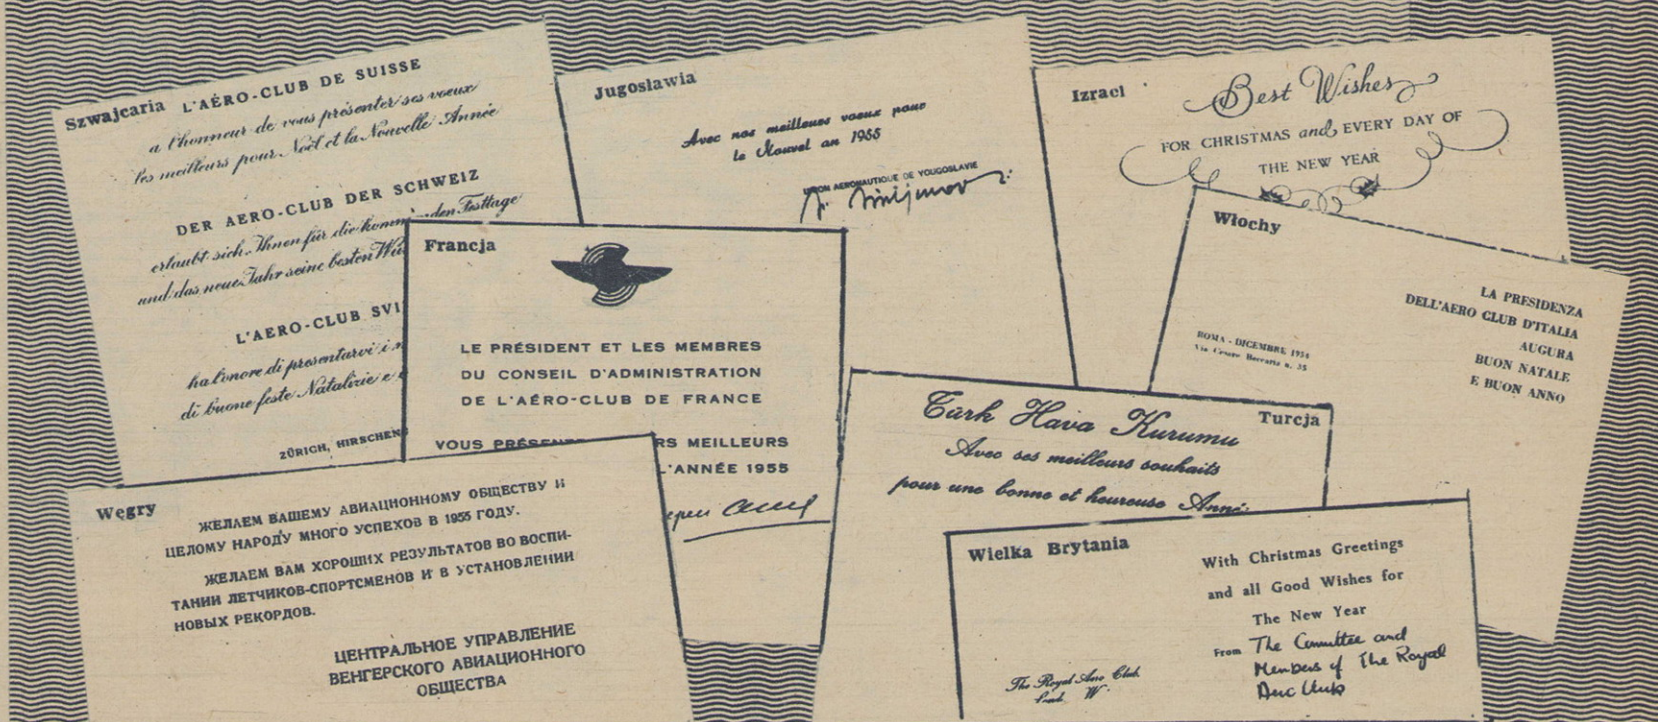 Szwajcaria
L'AÉRO-CLUB DE SUISSE
a l'honneur de vous présenter ses voeux
les meilleurs pour Noël et la Nouvelle Année
DER AERO-CLUB DER SCHWEIZ
erlaubt sich, Ihnen für die den Festtage
und das neue Jahr seine besten
L'AERO-CLUB
ha l'onore di presentarvi i
di buone feste Natalizie e
ZÜRICH,
Jugosławia
Avec nos meilleurs voeux pour
le Nouvel an 1955
UNION AERONAUTIQUE DE YOUGOSLAVIE
Izrael
Best Wishes
FOR CHRISTMAS and EVERY DAY OF
THE NEW YEAR
Francja
LE PRÉSIDENT ET LES MEMBRES
DU CONSEIL D'ADMINISTRATION
DE L'AÉRO-CLUB DE FRANCE
VOUS MEILLEURS
L'ANNÉE 1955
Włochy
LA PRESIDENZA
DELL'AERO CLUB D'ITALIA
AUGURA
BUON NATALE
E BUON ANNO
ROMA - DICEMBRE 1954
Via Cesare Beccaria n. 35
Turcja
Türk Hava Kurumu
Avec ses meilleurs souhaits
pour une bonne et heureuse
Węgry
ЖЕЛАЕМ ВАШЕМУ АВИАЦИОННОМУ ОБЩЕСТВУ И
ЦЕЛОМУ НАРОДУ МНОГО УСПЕХОВ В 1955 ГОДУ.
ЖЕЛАЕМ ВАМ ХОРОШИХ РЕЗУЛЬТАТОВ ВО ВОСПИ-
ТАНИИ ЛЕТЧИКОВ-СПОРТСМЕНОВ И В УСТАНОВЛЕНИИ
НОВЫХ РЕКОРДОВ.
ЦЕНТРАЛЬНОЕ УПРАВЛЕНИЕ
ВЕНГЕРСКОГО АВИАЦИОННОГО
ОБЩЕСТВА
Wielka Brytania
With Christmas Greetings
and all Good Wishes for
The New Year
From The Committee and
Members of The Royal
Aero Club
The Royal Aero Club